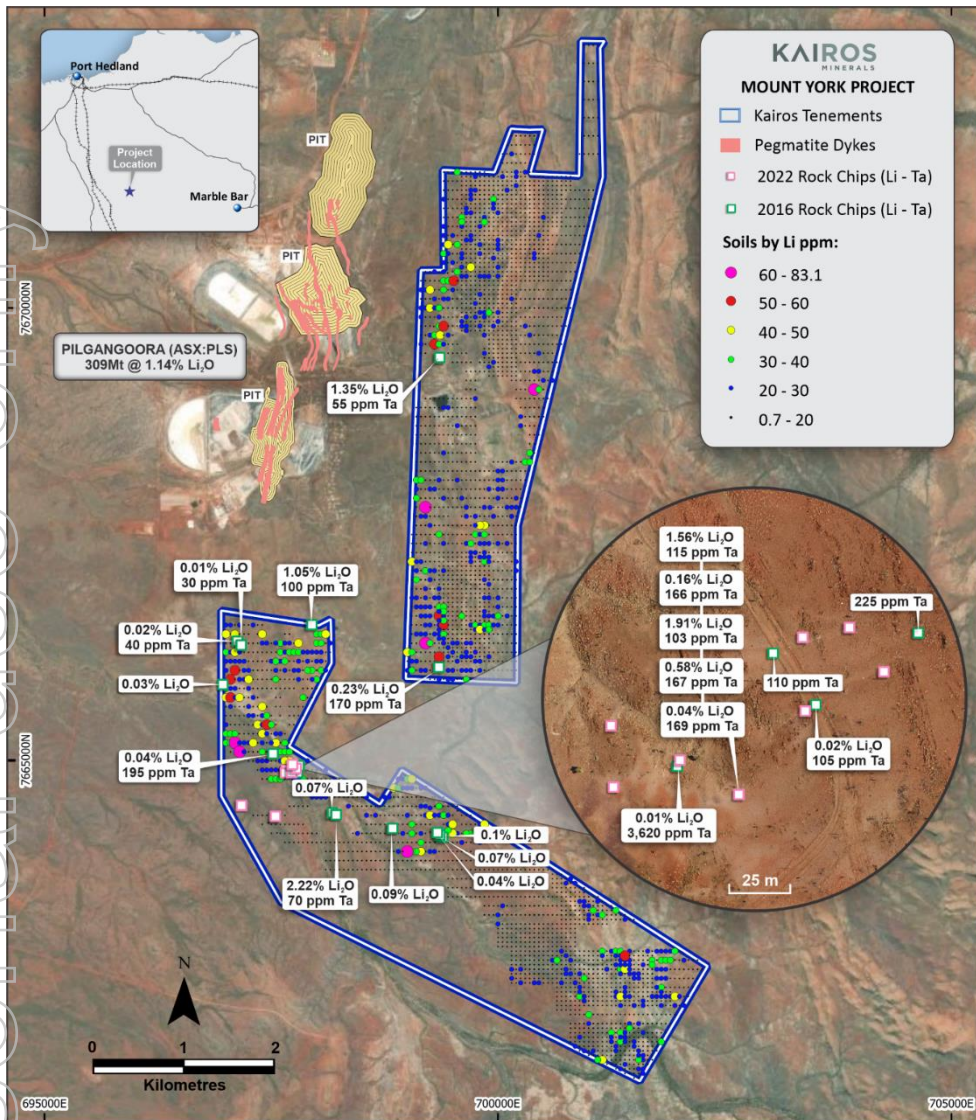 Port Hedland
Project
Location
Marble Bar
PIT
PIT
PIT
PILGANGOORA (ASX:PLS)
309Mt @ 1.14% Li₂O
KAIROS
MINERALS
MOUNT YORK PROJECT
Kairos Tenements
Pegmatite Dykes
2022 Rock Chips (Li - Ta)
2016 Rock Chips (Li - Ta)
Soils by Li ppm:
60 - 83.1
50 - 60
40 - 50
30 - 40
20 - 30
0.7 - 20
1.35% Li₂O
55 ppm Ta
0.01% Li₂O
30 ppm Ta
1.05% Li₂O
100 ppm Ta
0.02% Li₂O
40 ppm Ta
0.03% Li₂O
0.23% Li₂O
170 ppm Ta
0.04% Li₂O
195 ppm Ta
0.07% Li₂O
2.22% Li₂O
70 ppm Ta
0.09% Li₂O
0.1% Li₂O
0.07% Li₂O
0.04% Li₂O
1.56% Li₂O
115 ppm Ta
0.16% Li₂O
166 ppm Ta
1.91% Li₂O
103 ppm Ta
0.58% Li₂O
167 ppm Ta
0.04% Li₂O
169 ppm Ta
225 ppm Ta
110 ppm Ta
0.02% Li₂O
105 ppm Ta
0.01% Li₂O
3,620 ppm Ta
25 m
N
0 1 2
Kilometres
7670000N
7665000N
695000E
700000E
705000E